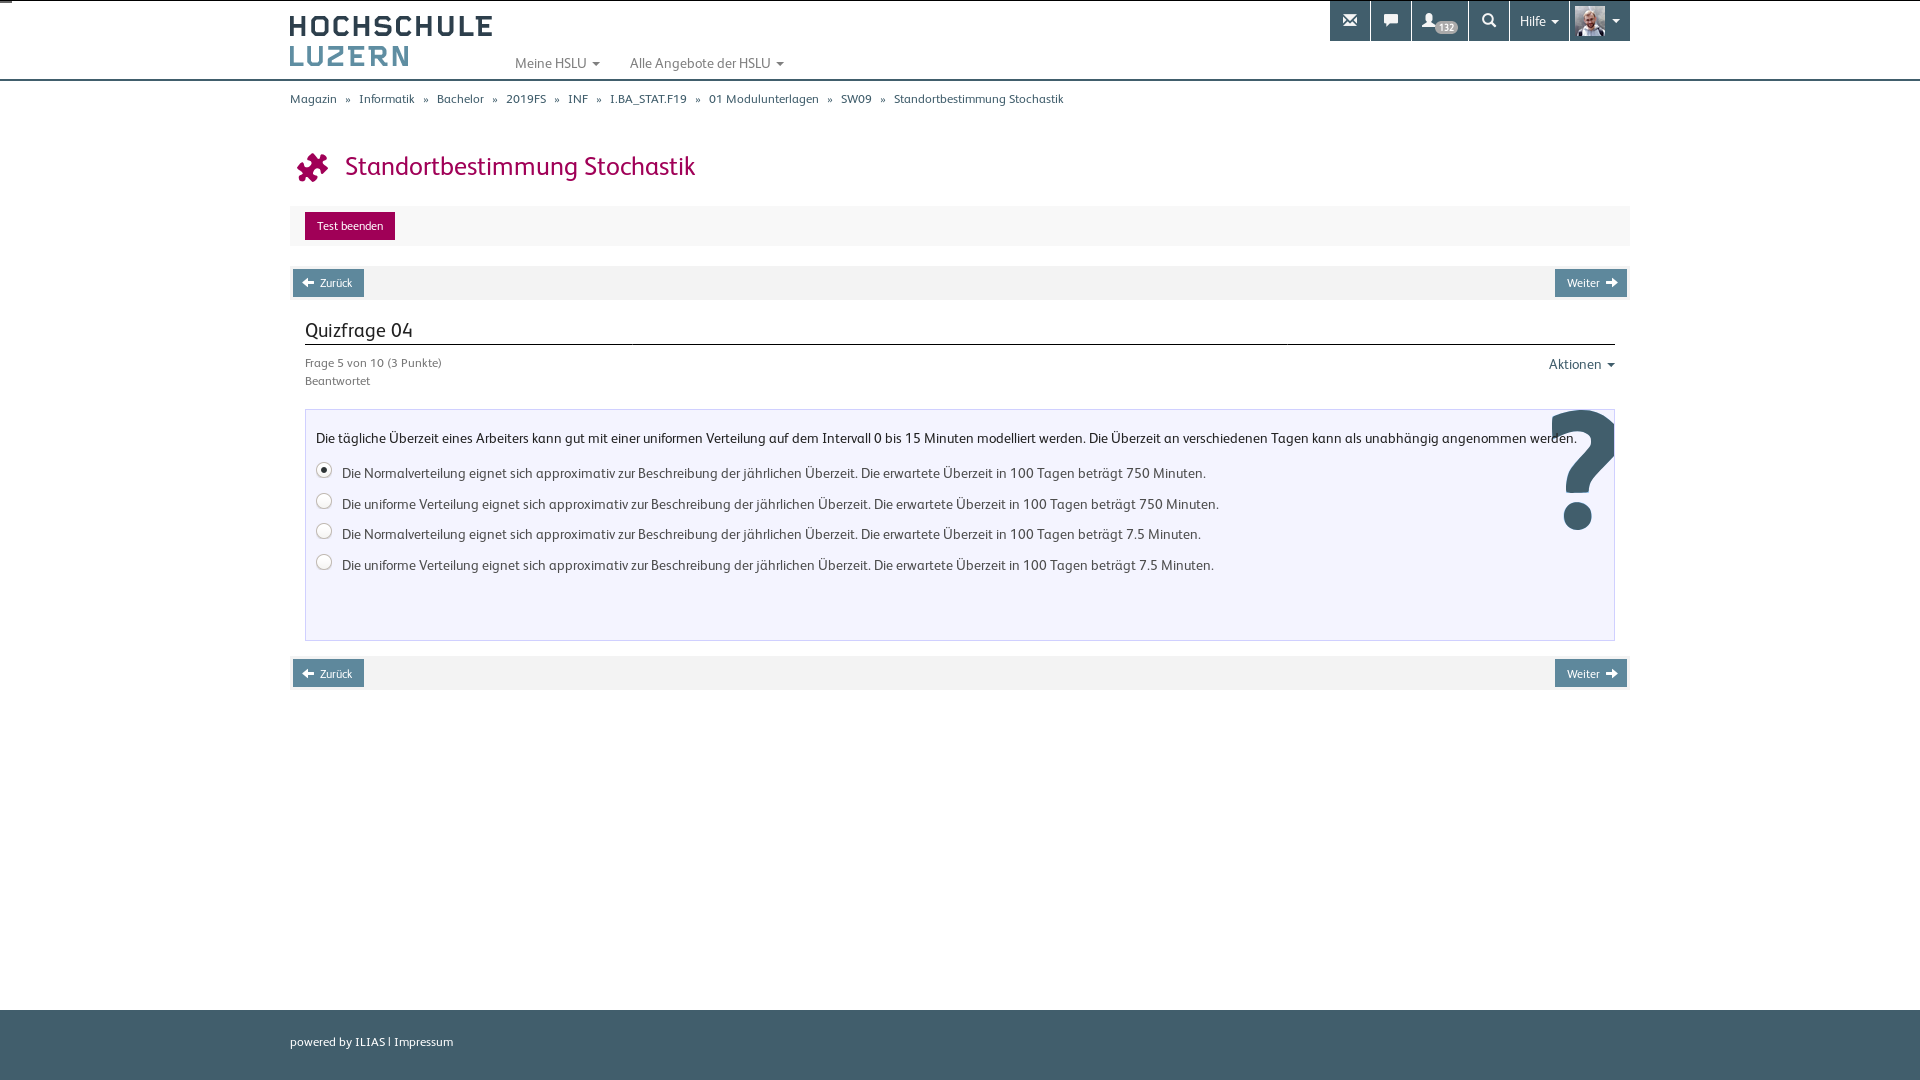 HOCHSCHULE
LUZERN
Meine HSLU
Alle Angebote der HSLU
132
Hilfe
Magazin » Informatik » Bachelor » 2019FS » INF » I.BA_STAT.F19 » 01 Modulunterlagen » SW09 » Standortbestimmung Stochastik
Standortbestimmung Stochastik
Test beenden
Zurück
Weiter
Quizfrage 04
Frage 5 von 10 (3 Punkte)
Aktionen
Beantwortet
Die tägliche Überzeit eines Arbeiters kann gut mit einer uniformen Verteilung auf dem Intervall 0 bis 15 Minuten modelliert werden. Die Überzeit an verschiedenen Tagen kann als unabhängig angenommen werden.
?
Die Normalverteilung eignet sich approximativ zur Beschreibung der jährlichen Überzeit. Die erwartete Überzeit in 100 Tagen beträgt 750 Minuten.
Die uniforme Verteilung eignet sich approximativ zur Beschreibung der jährlichen Überzeit. Die erwartete Überzeit in 100 Tagen beträgt 750 Minuten.
Die Normalverteilung eignet sich approximativ zur Beschreibung der jährlichen Überzeit. Die erwartete Überzeit in 100 Tagen beträgt 7.5 Minuten.
Die uniforme Verteilung eignet sich approximativ zur Beschreibung der jährlichen Überzeit. Die erwartete Überzeit in 100 Tagen beträgt 7.5 Minuten.
Zurück
Weiter
powered by ILIAS | Impressum